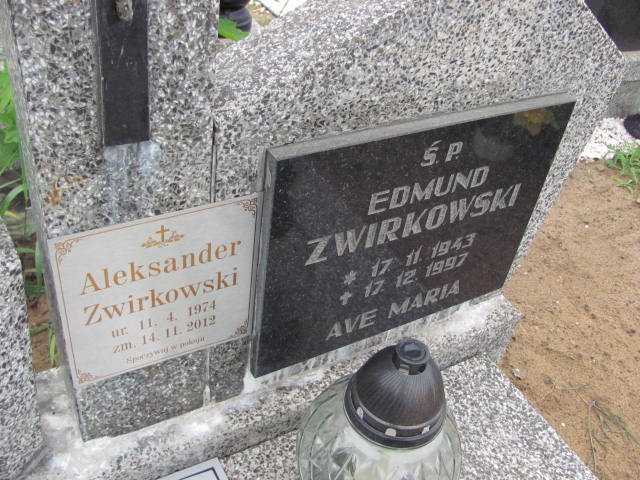 Aleksander
Zwirkowski
ur. 11. 4. 1974
zm. 14. 11. 2012
Spoczywaj w pokoju
Ś.P.
EDMUND
ZWIRKOWSKI
* 17. 11. 1943
✝ 17. 12. 1997
AVE MARIA